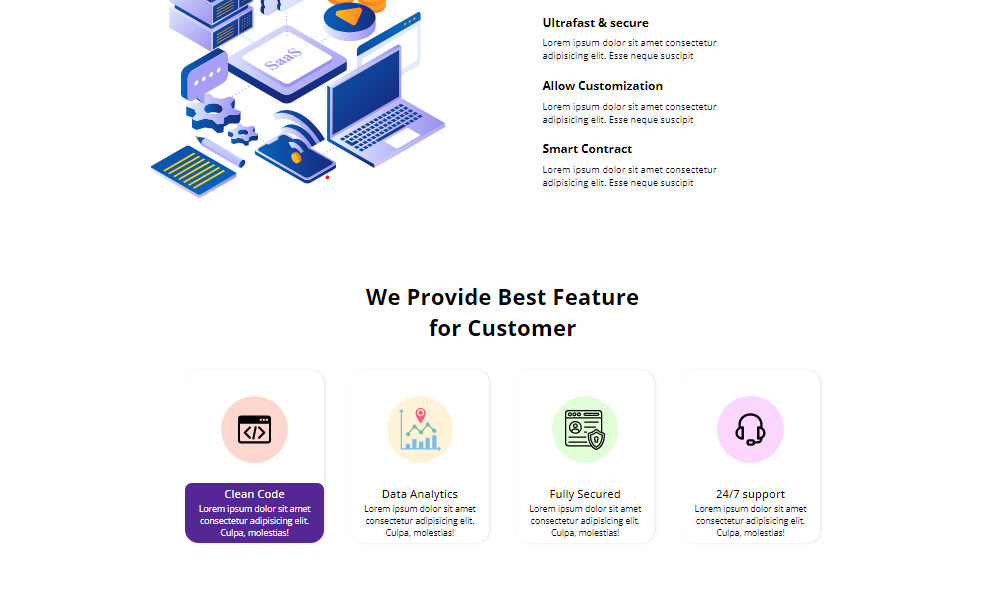 SaaS
Ultrafast & secure
Lorem ipsum dolor sit amet consectetur
adipisicing elit. Esse neque suscipit
Allow Customization
Lorem ipsum dolor sit amet consectetur
adipisicing elit. Esse neque suscipit
Smart Contract
Lorem ipsum dolor sit amet consectetur
adipisicing elit. Esse neque suscipit
We Provide Best Feature
for Customer
</>
Clean Code
Lorem ipsum dolor sit amet
consectetur adipisicing elit.
Culpa, molestias!
Data Analytics
Lorem ipsum dolor sit amet
consectetur adipisicing elit.
Culpa, molestias!
Fully Secured
Lorem ipsum dolor sit amet
consectetur adipisicing elit.
Culpa, molestias!
24/7 support
Lorem ipsum dolor sit amet
consectetur adipisicing elit.
Culpa, molestias!